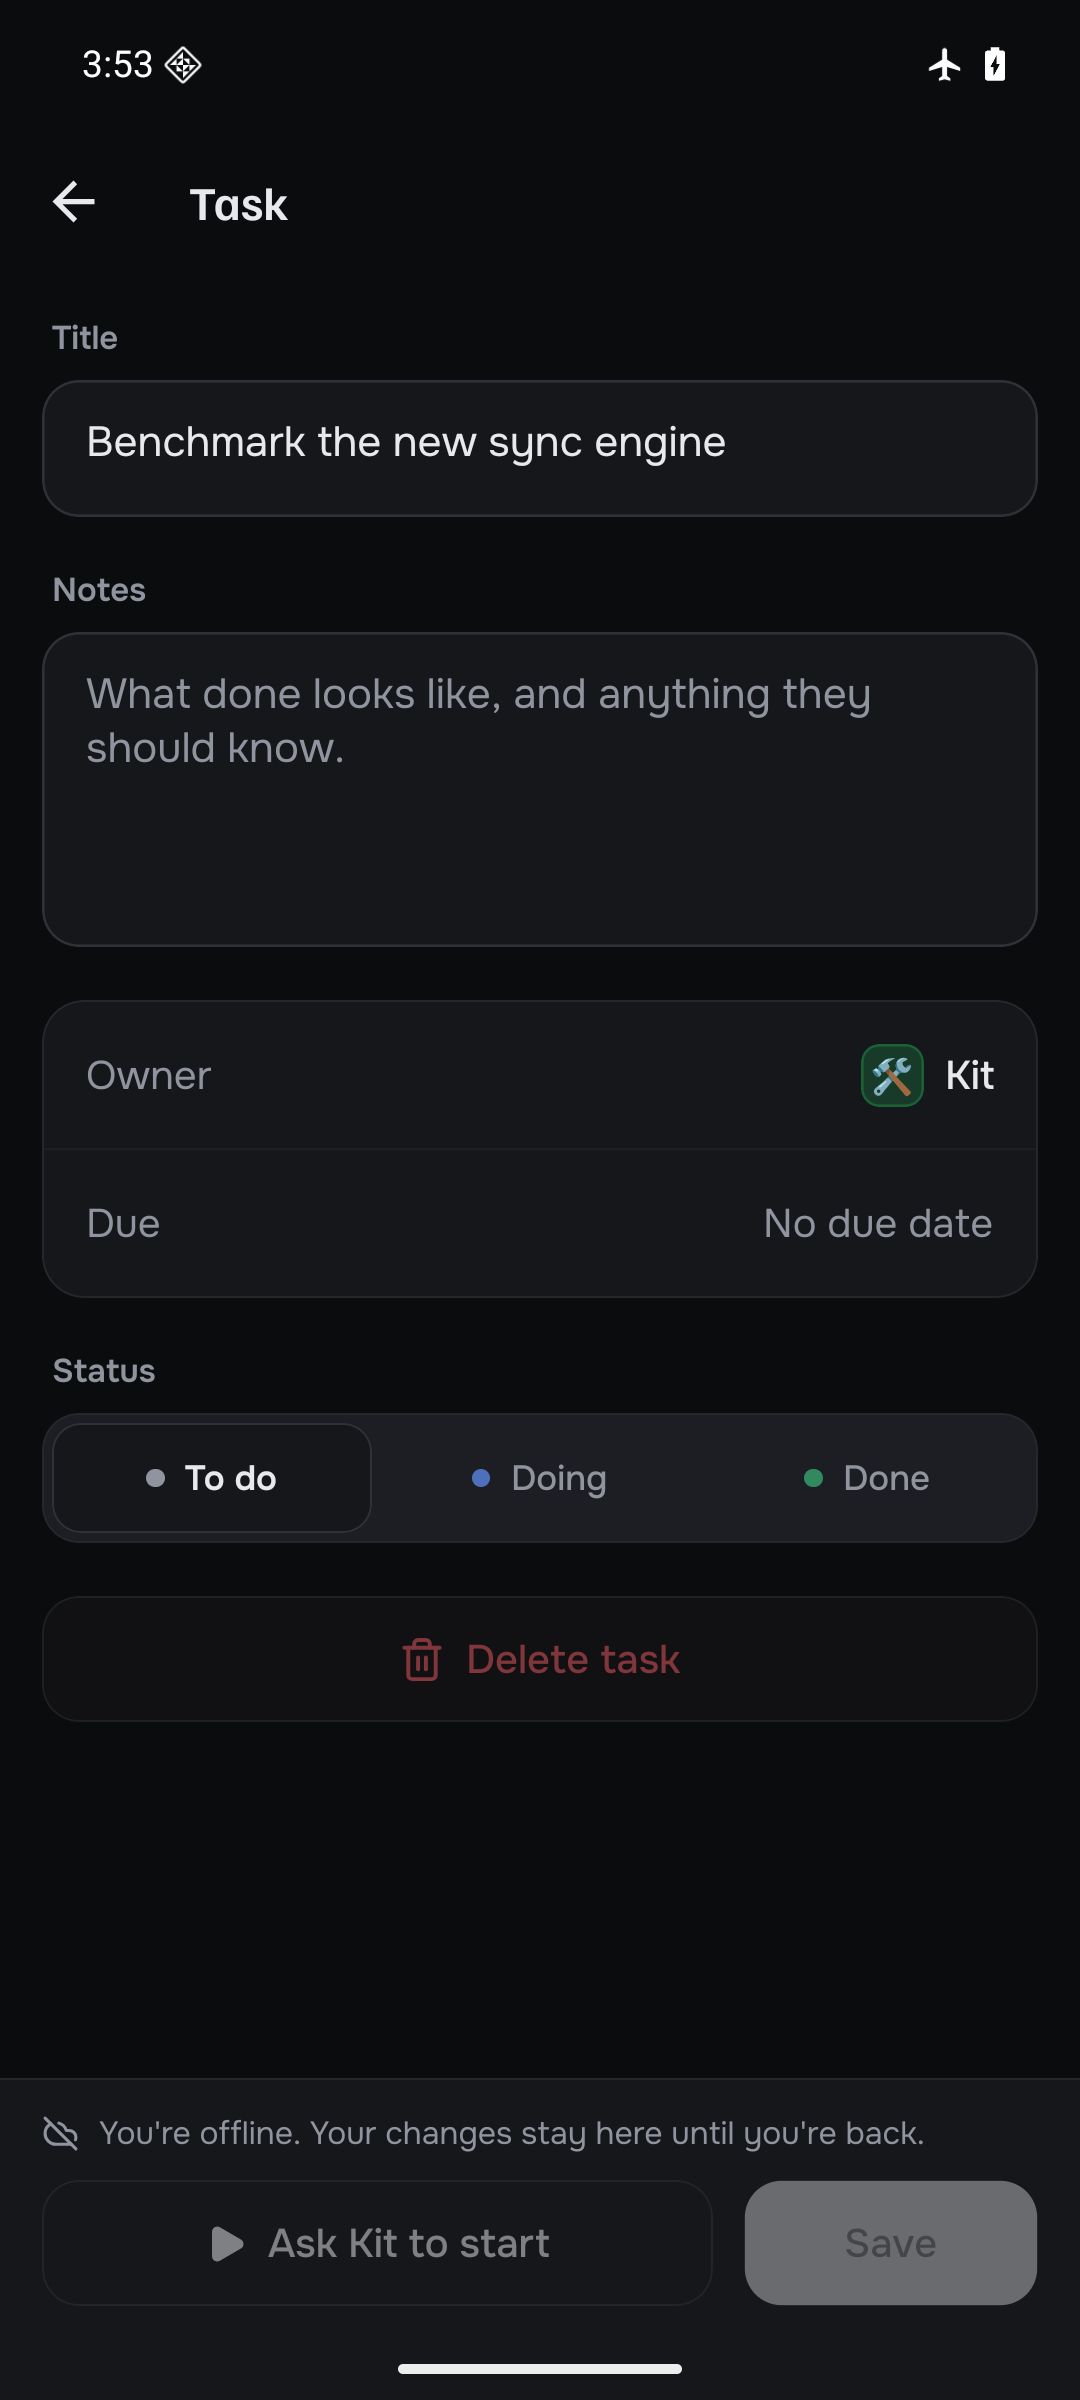 3:53
Task
Title
Benchmark the new sync engine
Notes
What done looks like, and anything they
should know.
Owner
Kit
Due
No due date
Status
To do
Doing
Done
Delete task
You're offline. Your changes stay here until you're back.
Ask Kit to start
Save